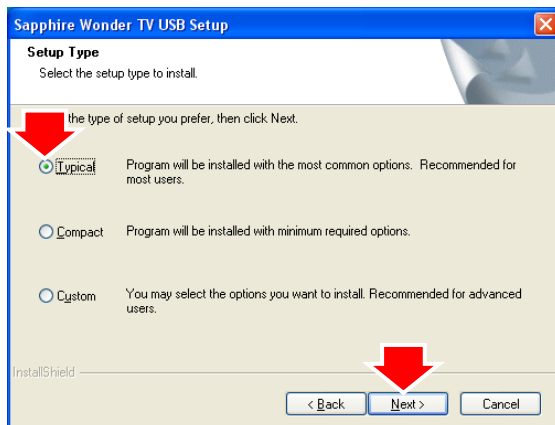 Sapphire Wonder TV USB Setup
Setup Type
Select the setup type to install.
the type of setup you prefer, then click Next.
Typical Program will be installed with the most common options. Recommended for
most users.
Compact Program will be installed with minimum required options.
Custom You may select the options you want to install. Recommended for advanced
users.
InstallShield
< Back Next > Cancel